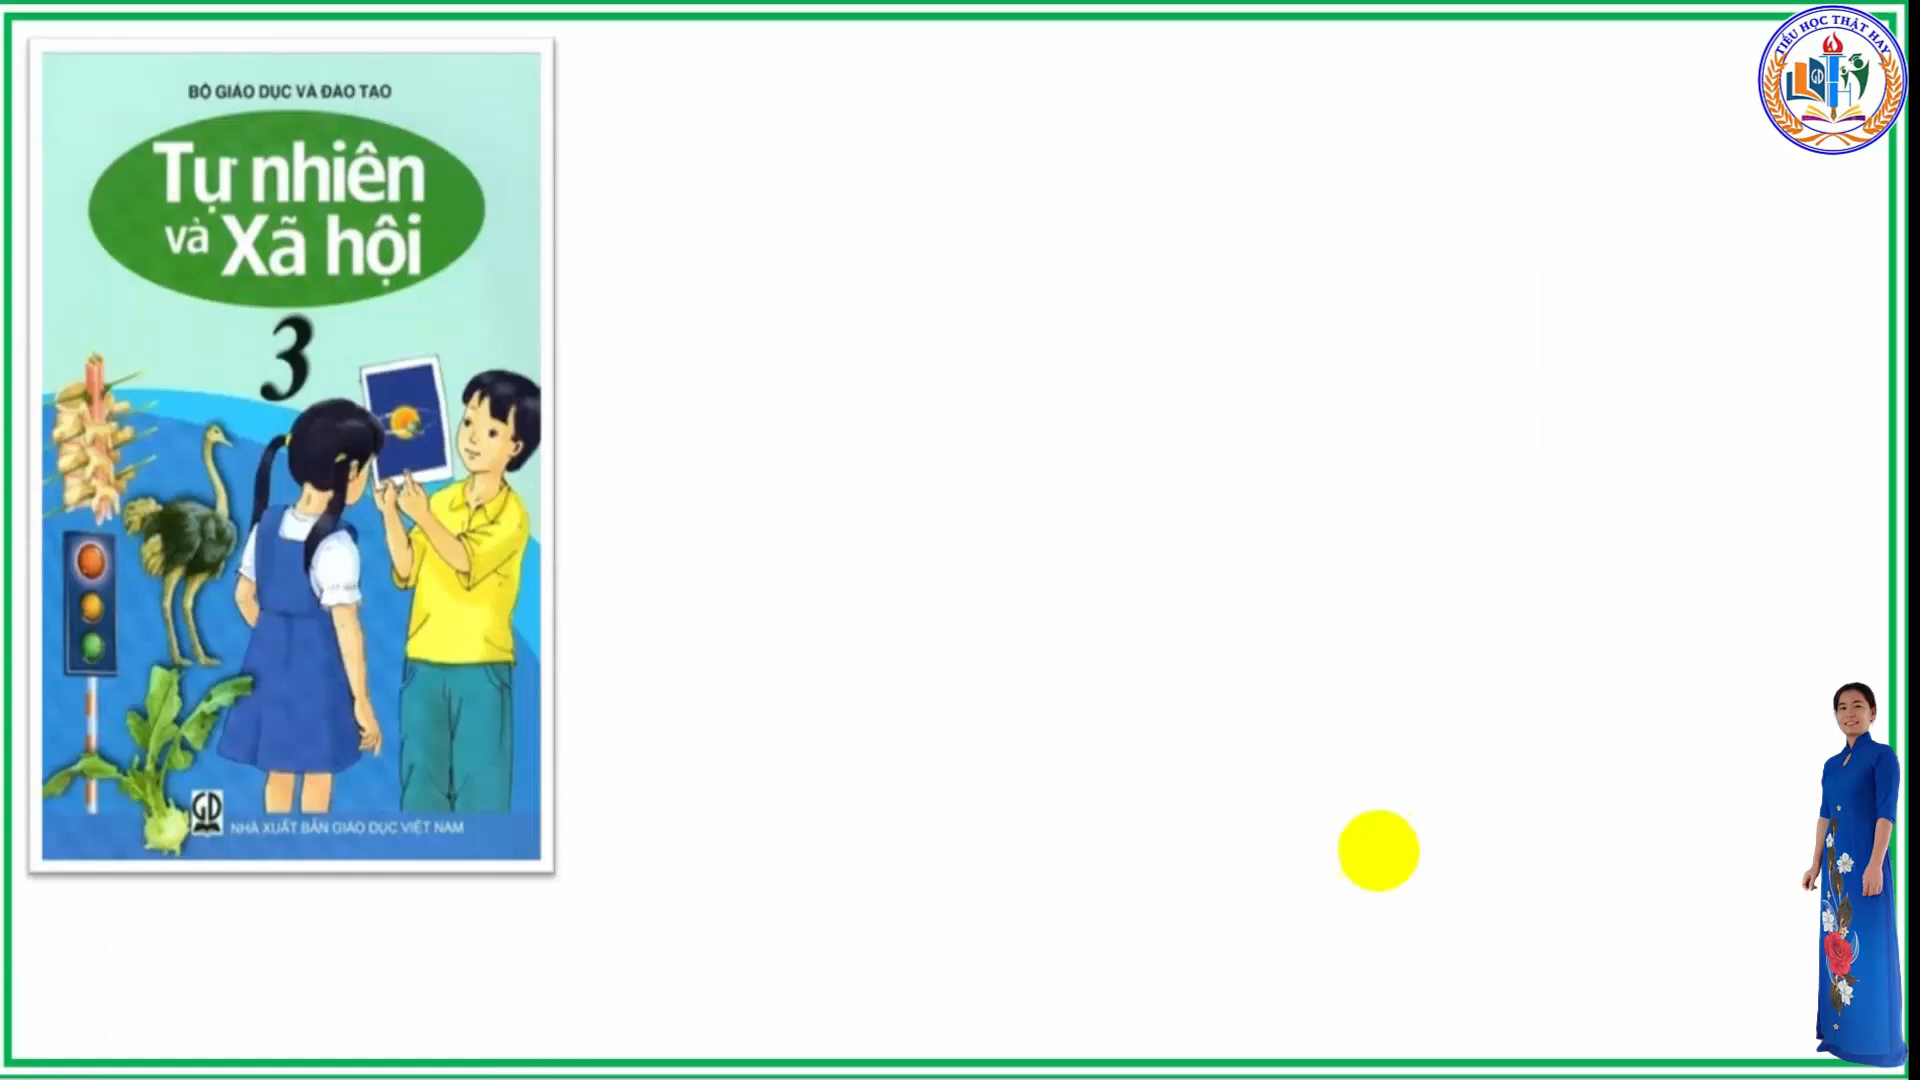 BỘ GIÁO DỤC VÀ ĐÀO TẠO
Tự nhiên
và Xã hội
3
GD
NHÀ XUẤT BẢN GIÁO DỤC VIỆT NAM
TIỂU HỌC THẬT HAY
GD